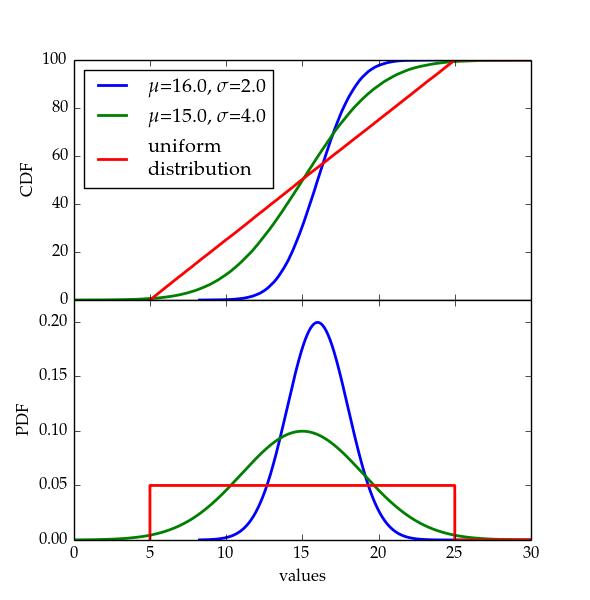 100
80
60
40
20
0
CDF
μ=16.0, σ=2.0
μ=15.0, σ=4.0
uniform
distribution
0.20
0.15
0.10
0.05
0.00
PDF
0 5 10 15 20 25 30
values